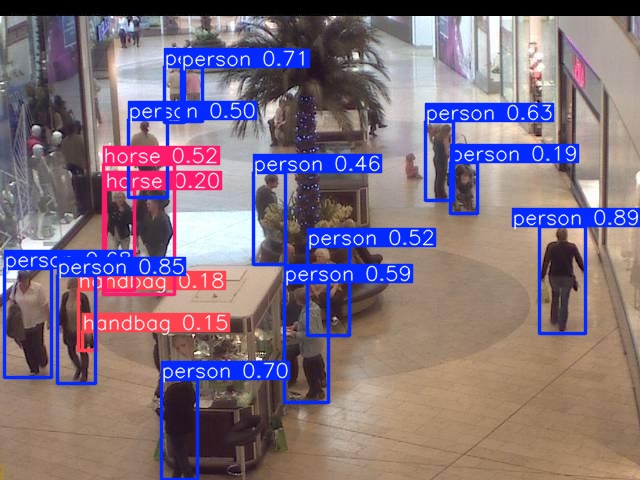 person 0.71
person 0.50
person 0.63
horse 0.52
person 0.19
person 0.46
horse 0.20
person 0.89
person 0.52
person 0.85
person 0.59
handbag 0.18
handbag 0.15
person 0.70